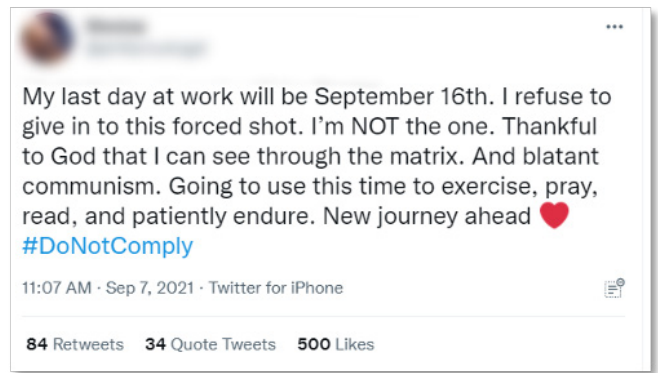 My last day at work will be September 16th. I refuse to
give in to this forced shot. I'm NOT the one. Thankful
to God that I can see through the matrix. And blatant
communism. Going to use this time to exercise, pray,
read, and patiently endure. New journey ahead ❤️
#DoNotComply
11:07 AM · Sep 7, 2021 · Twitter for iPhone
84 Retweets 34 Quote Tweets 500 Likes